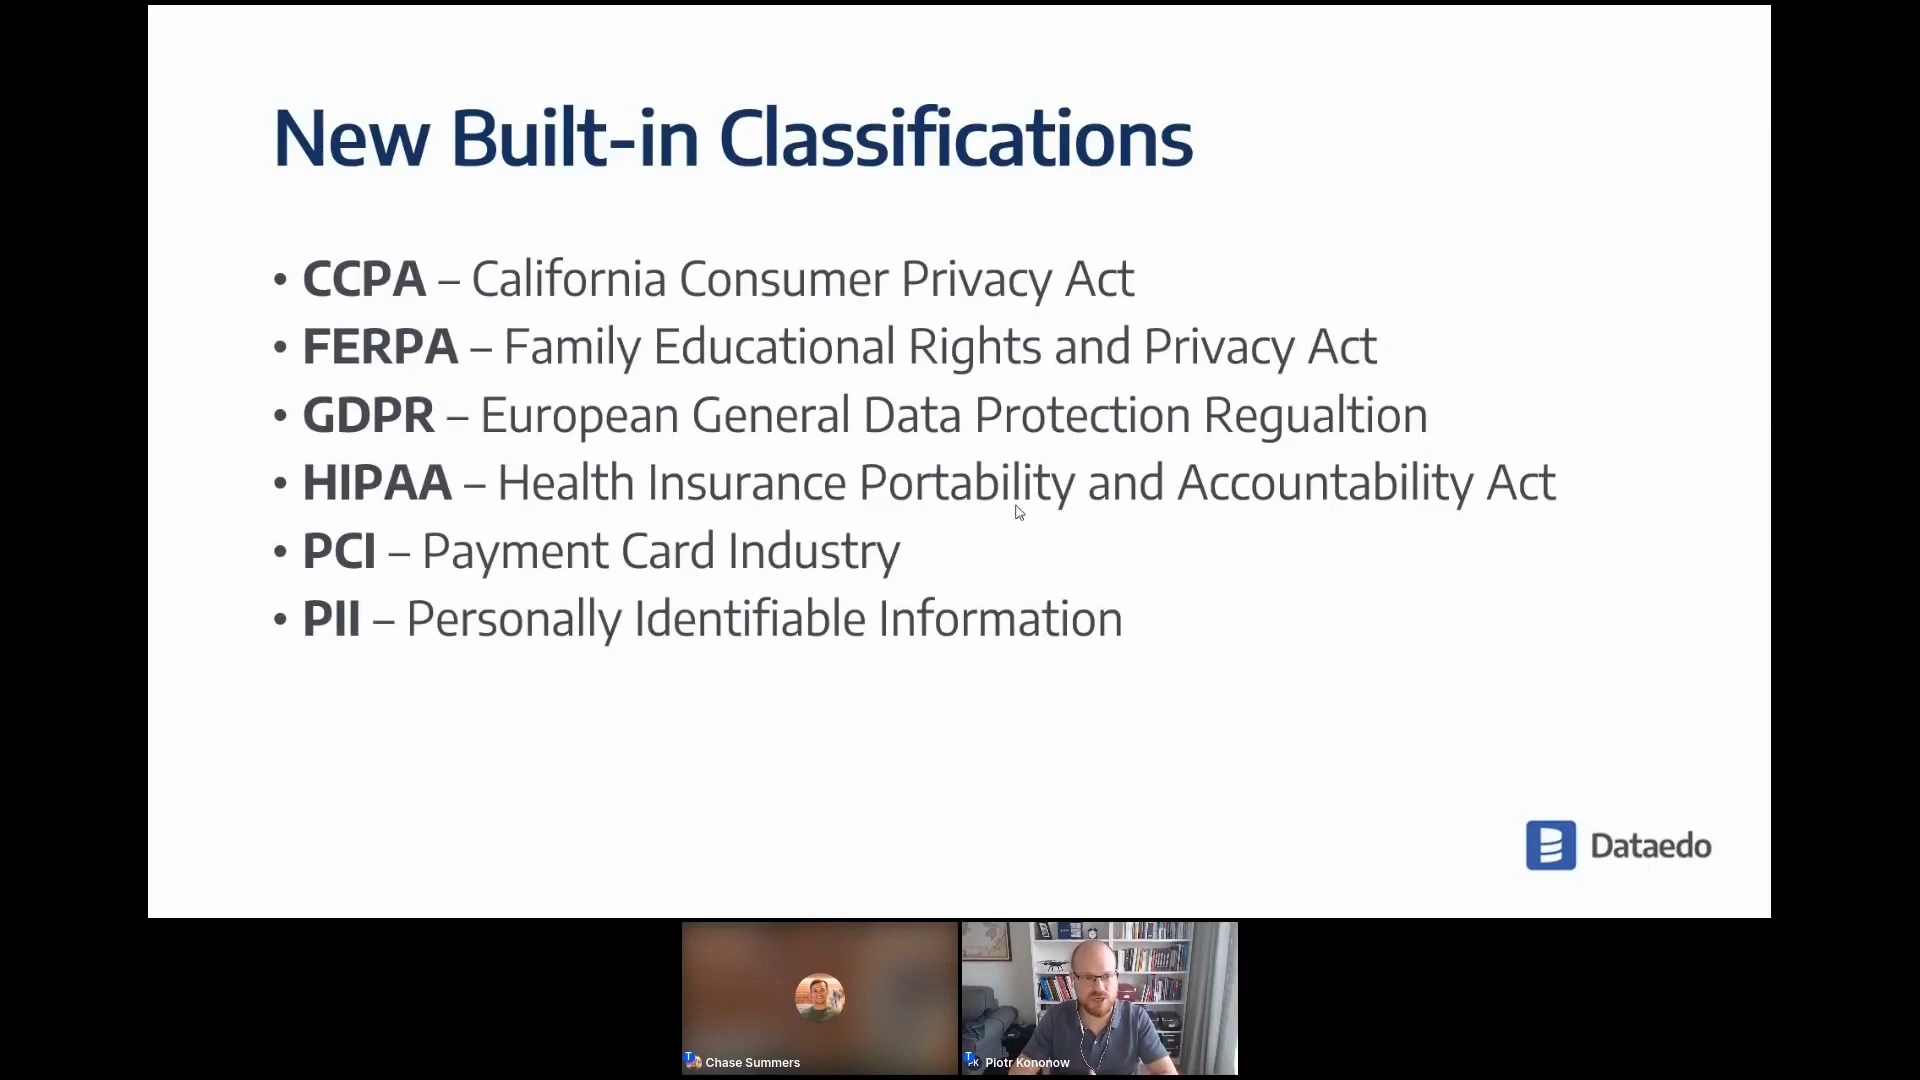 New Built-in Classifications
• CCPA – California Consumer Privacy Act
• FERPA – Family Educational Rights and Privacy Act
• GDPR – European General Data Protection Regualtion
• HIPAA – Health Insurance Portability and Accountability Act
• PCI – Payment Card Industry
• PII – Personally Identifiable Information
Dataedo
T Chase Summers
T PK Piotr Kononow